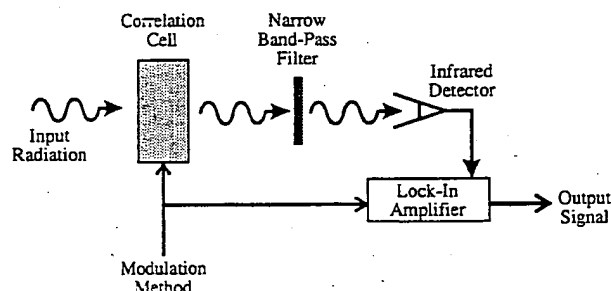 Correlation
Cell
Narrow
Band-Pass
Filter
Infrared
Detector
Input
Radiation
Lock-In
Amplifier
Output
Signal
Modulation
Method